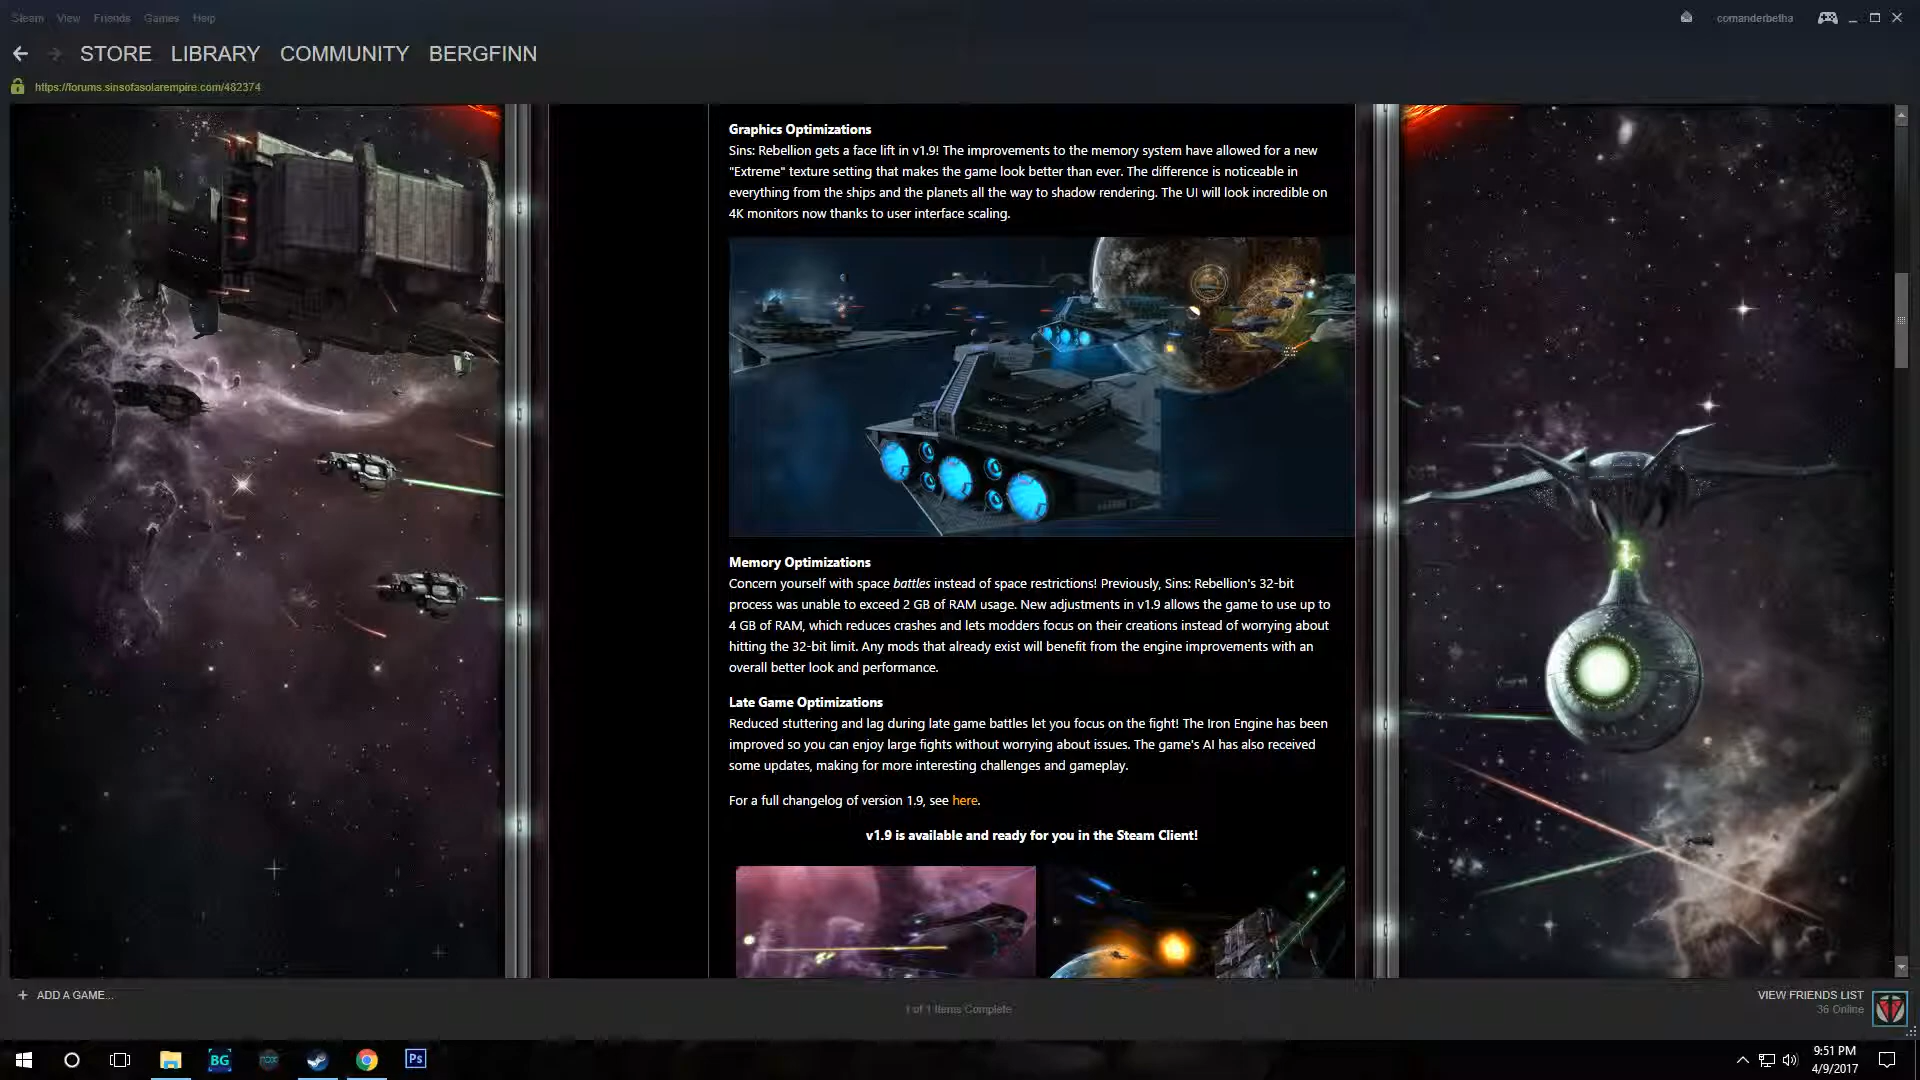 Steam View Friends Games Help
comanderbetha
STORE LIBRARY COMMUNITY BERGFINN
https://forums.sinsofasolarempire.com/482374
Graphics Optimizations
Sins: Rebellion gets a face lift in v1.9! The improvements to the memory system have allowed for a new
"Extreme" texture setting that makes the game look better than ever. The difference is noticeable in
everything from the ships and the planets all the way to shadow rendering. The UI will look incredible on
4K monitors now thanks to user interface scaling.
Memory Optimizations
Concern yourself with space battles instead of space restrictions! Previously, Sins: Rebellion's 32-bit
process was unable to exceed 2 GB of RAM usage. New adjustments in v1.9 allows the game to use up to
4 GB of RAM, which reduces crashes and lets modders focus on their creations instead of worrying about
hitting the 32-bit limit. Any mods that already exist will benefit from the engine improvements with an
overall better look and performance.
Late Game Optimizations
Reduced stuttering and lag during late game battles let you focus on the fight! The Iron Engine has been
improved so you can enjoy large fights without worrying about issues. The game's AI has also received
some updates, making for more interesting challenges and gameplay.
For a full changelog of version 1.9, see here.
v1.9 is available and ready for you in the Steam Client!
+ ADD A GAME...
1 of 1 Items Complete
VIEW FRIENDS LIST
36 Online
BG
Ps
9:51 PM
4/9/2017